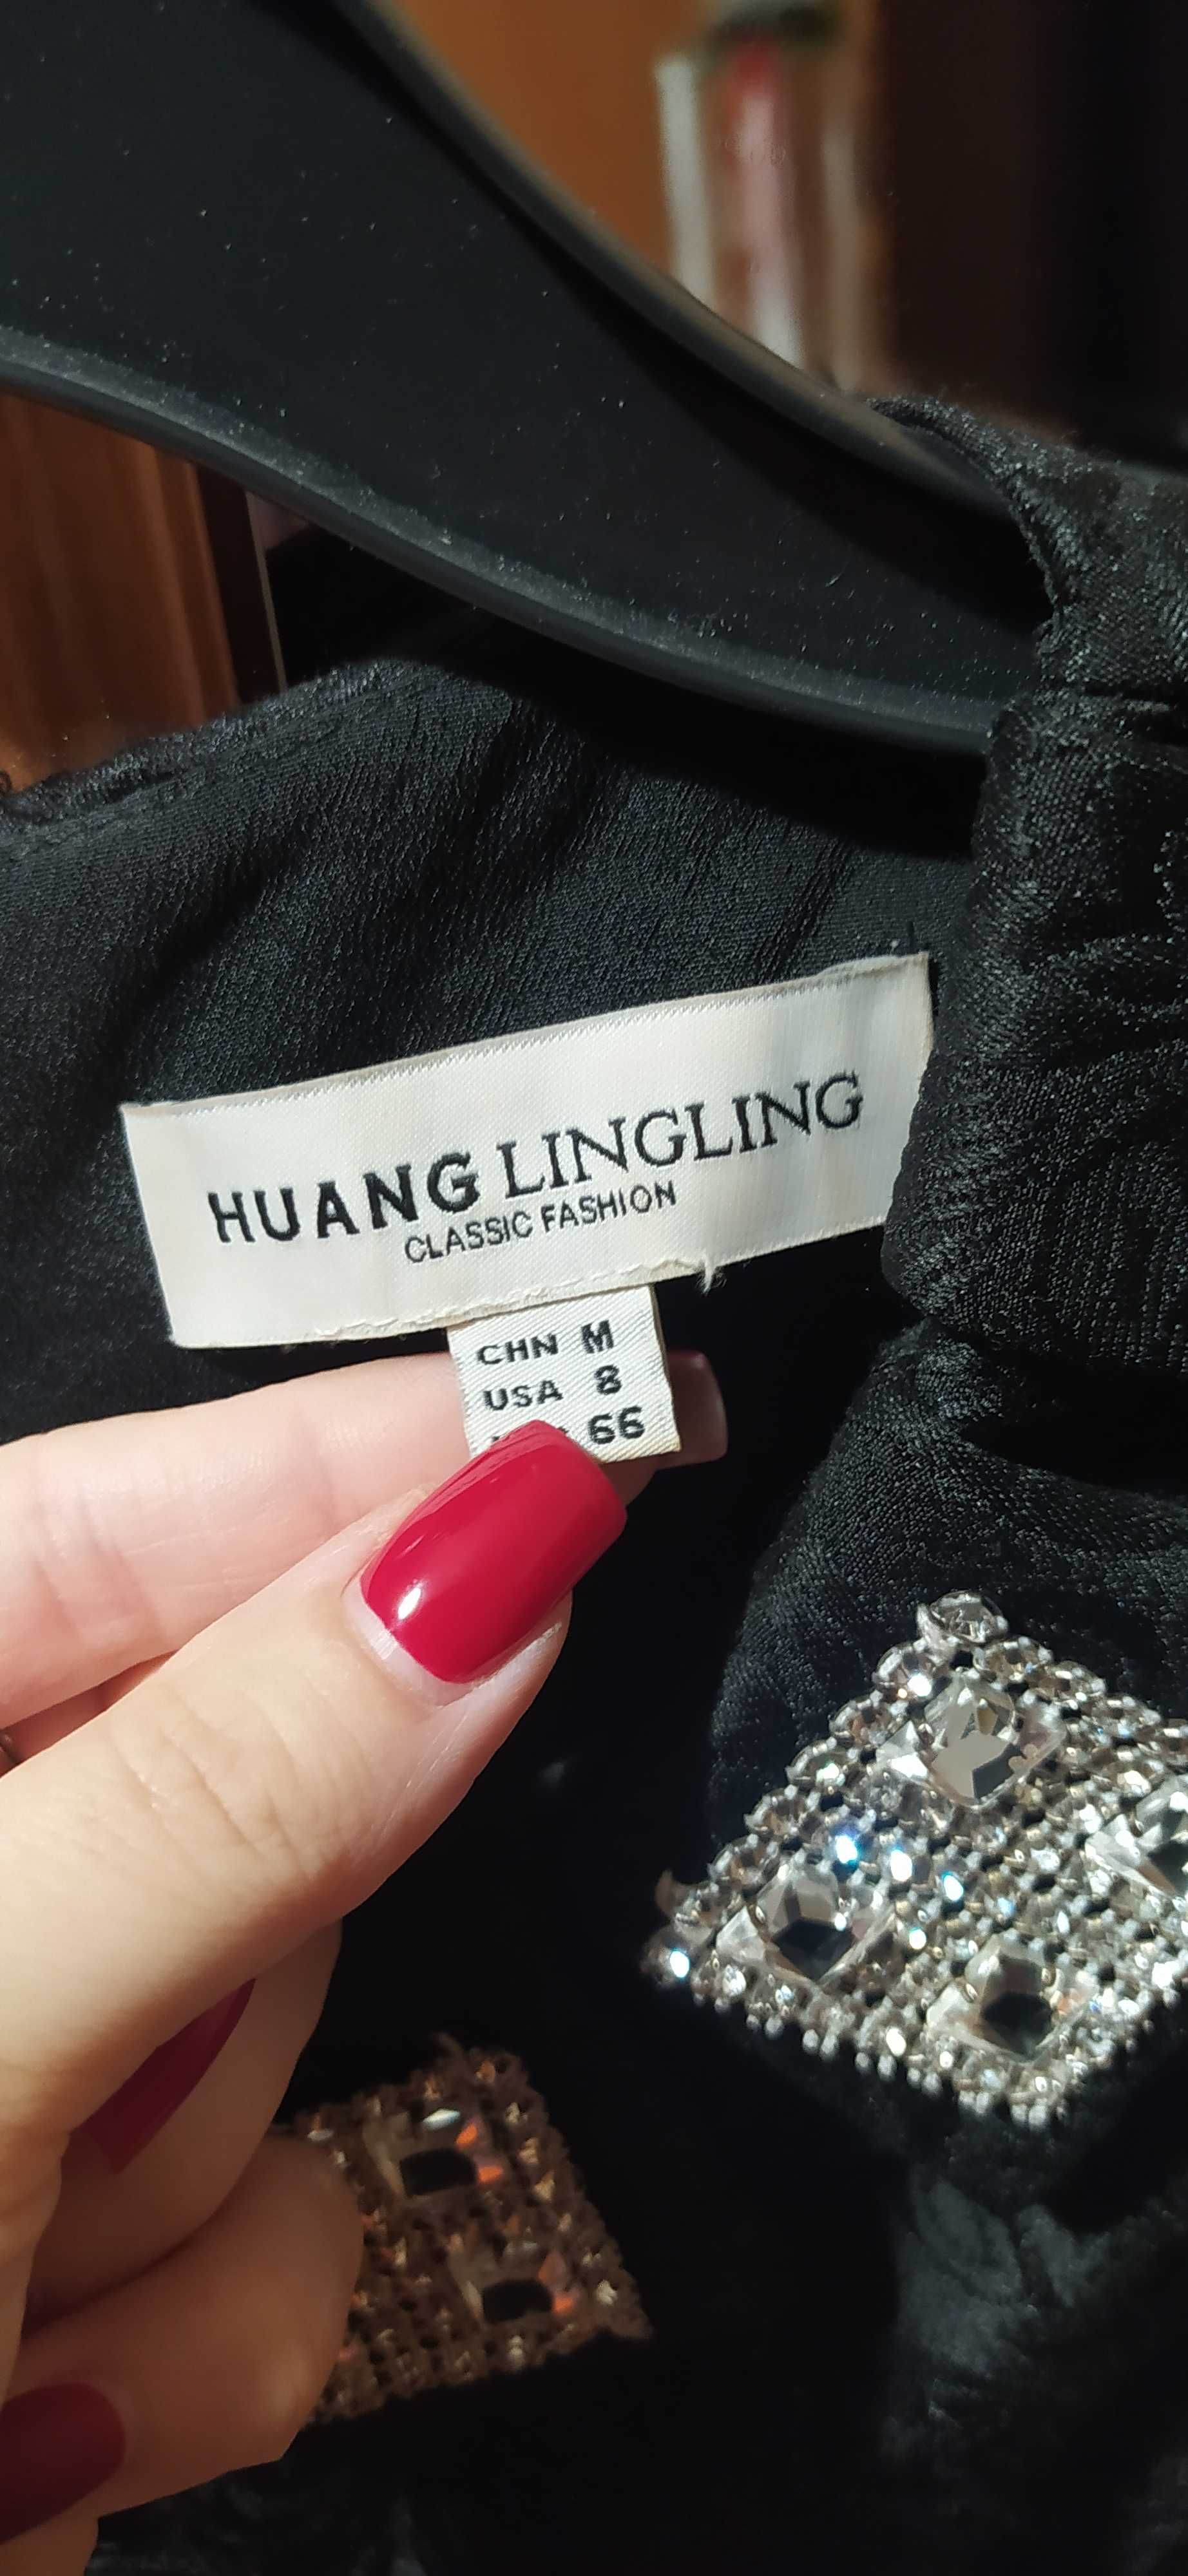 HUANG LINGLING
CLASSIC FASHION
CHN M
USA 8
66